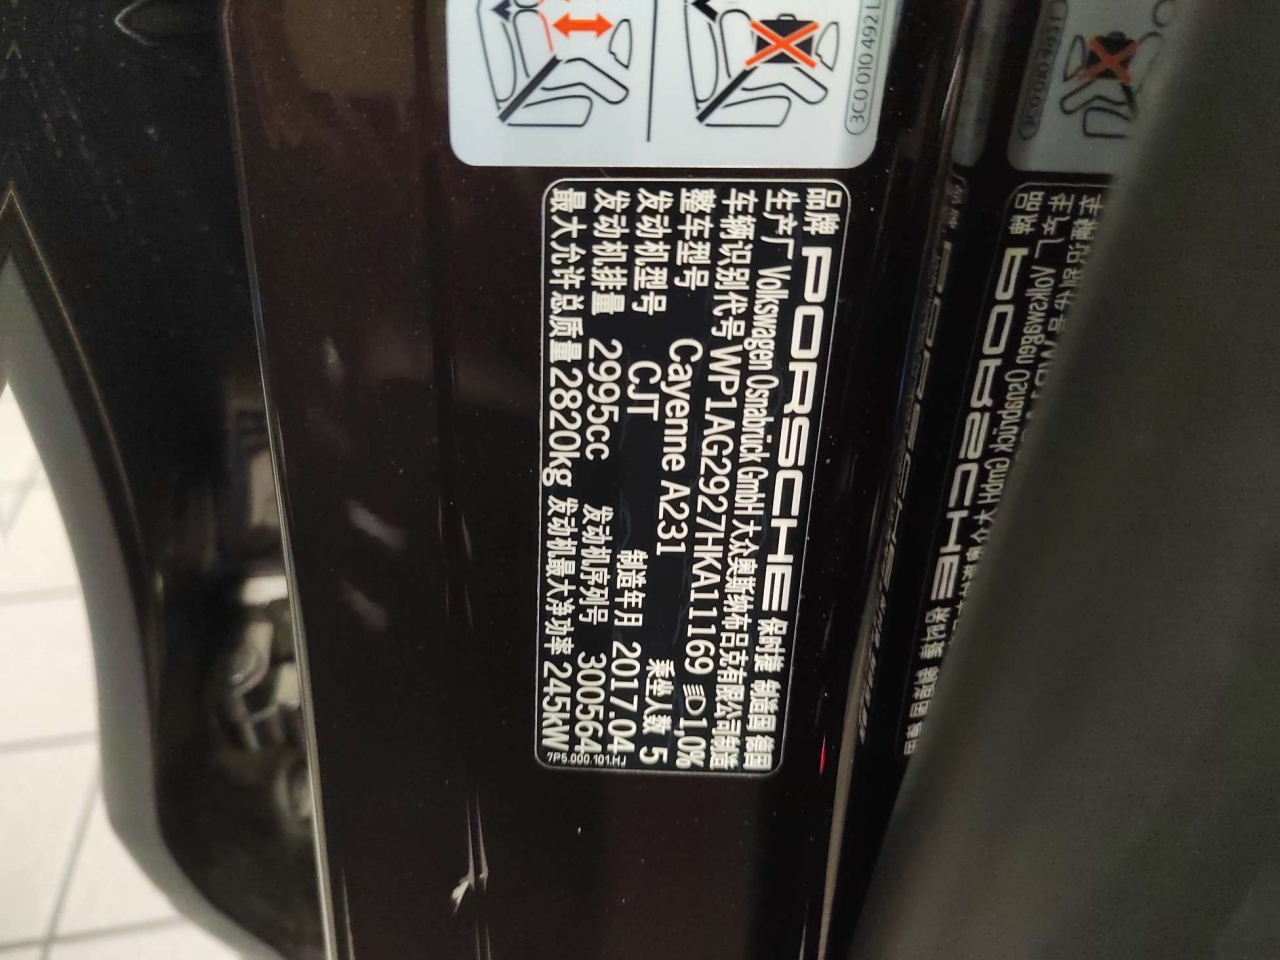 3C0 010 492 L
品牌 PORSCHE 保时捷 制造国 德国
生产厂 Volkswagen Osnabrück GmbH 大众奥斯纳布吕克有限公司制造
车辆识别代号 WP1AG2927HKA11169 1,0%
整车型号 Cayenne A231 乘坐人数 5
发动机型号 CJT 制造年月 2017.04
发动机排量 2995cc 发动机序列号 300564
最大允许总质量 2820kg 发动机最大净功率 245kW
7P5.000.101.HJ